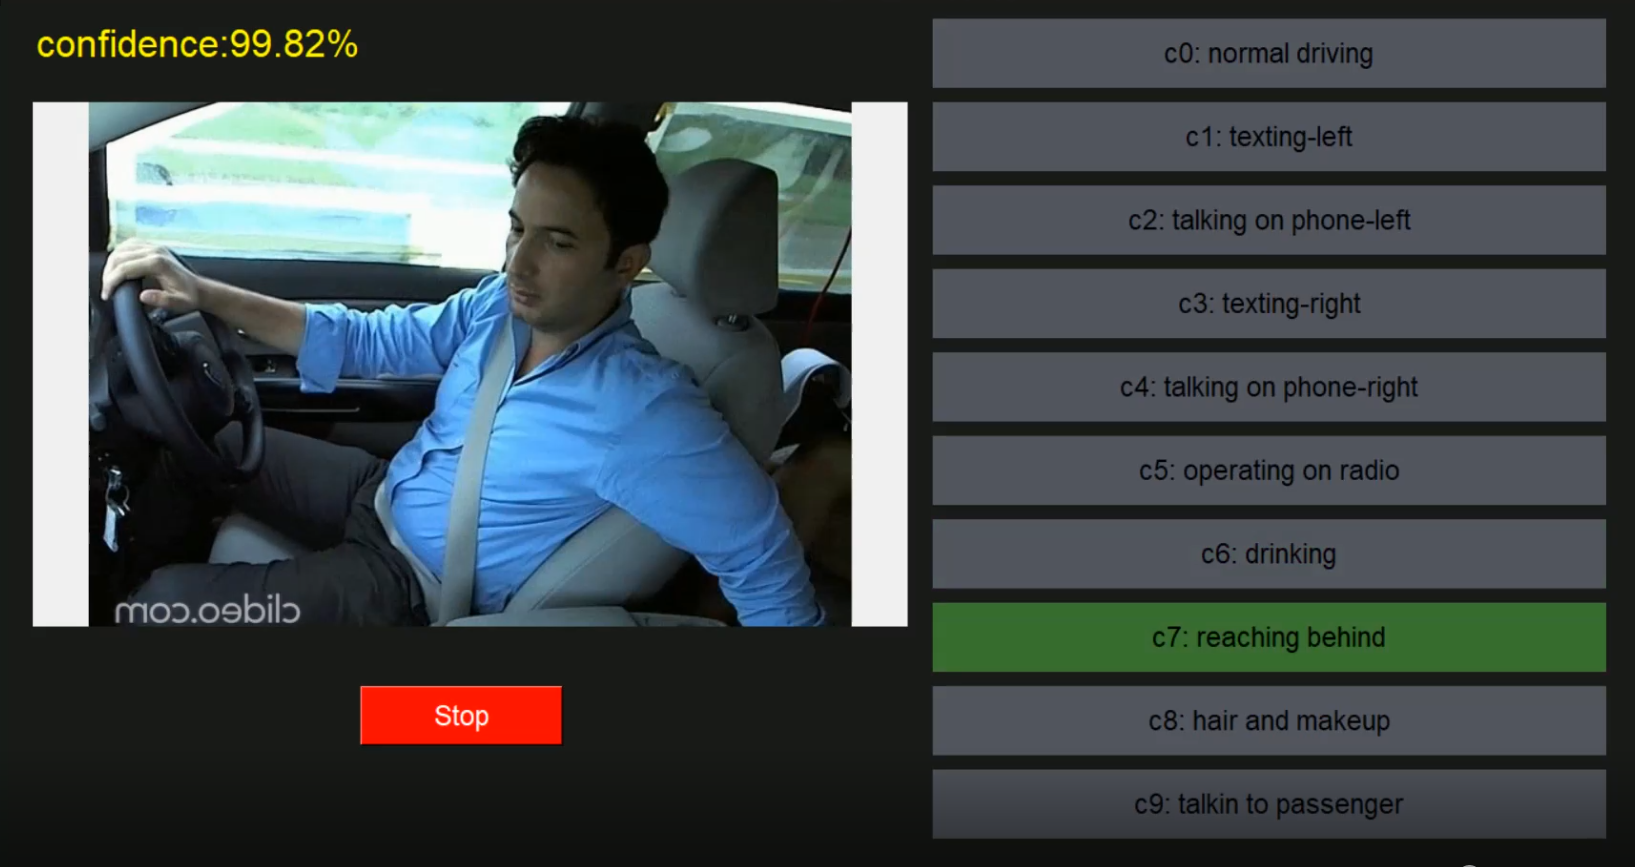 confidence:99.82%
clideo.com
Stop
c0: normal driving
c1: texting-left
c2: talking on phone-left
c3: texting-right
c4: talking on phone-right
c5: operating on radio
c6: drinking
c7: reaching behind
c8: hair and makeup
c9: talkin to passenger